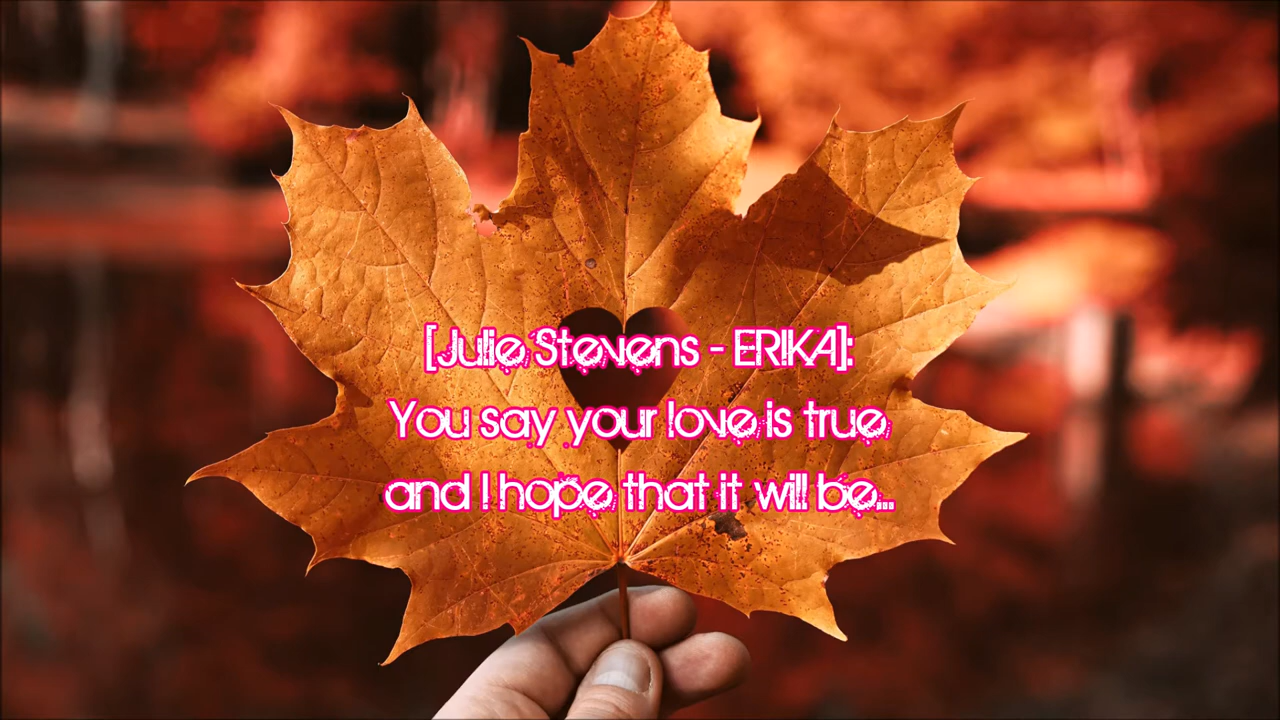 [Julie Stevens - ERIKA]:
You say your love is true
and I hope that it will be...